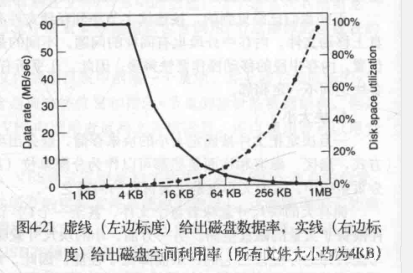 60
50
40
30
20
10
0
Data rate (MB/sec)
100%
80%
60%
40%
20%
0%
Disk space utilization
1 KB 4 KB 16 KB 64 KB 256 KB 1MB
图4-21 虚线（左边标度）给出磁盘数据率，实线（右边标
度）给出磁盘空间利用率（所有文件大小均为4KB）